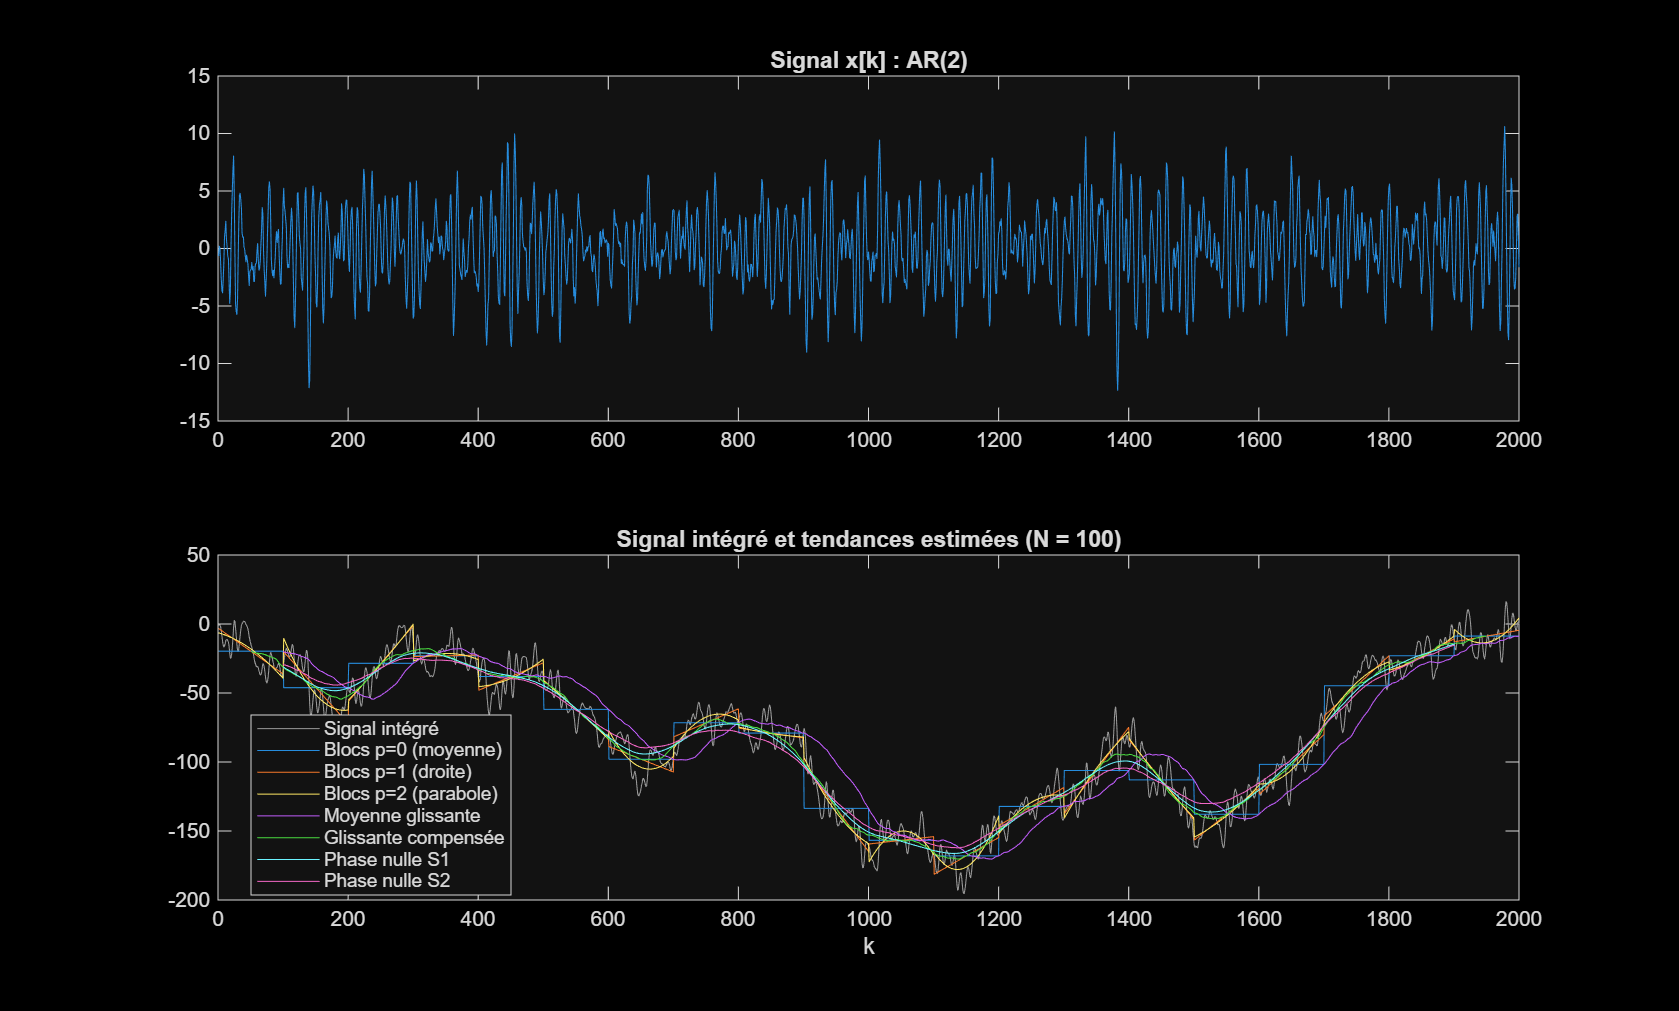 Signal x[k] : AR(2)
15
10
5
0
-5
-10
-15
0 200 400 600 800 1000 1200 1400 1600 1800 2000
Signal intégré et tendances estimées (N = 100)
50
0
-50
-100
-150
-200
Signal intégré
Blocs p=0 (moyenne)
Blocs p=1 (droite)
Blocs p=2 (parabole)
Moyenne glissante
Glissante compensée
Phase nulle S1
Phase nulle S2
0 200 400 600 800 1000 1200 1400 1600 1800 2000
k